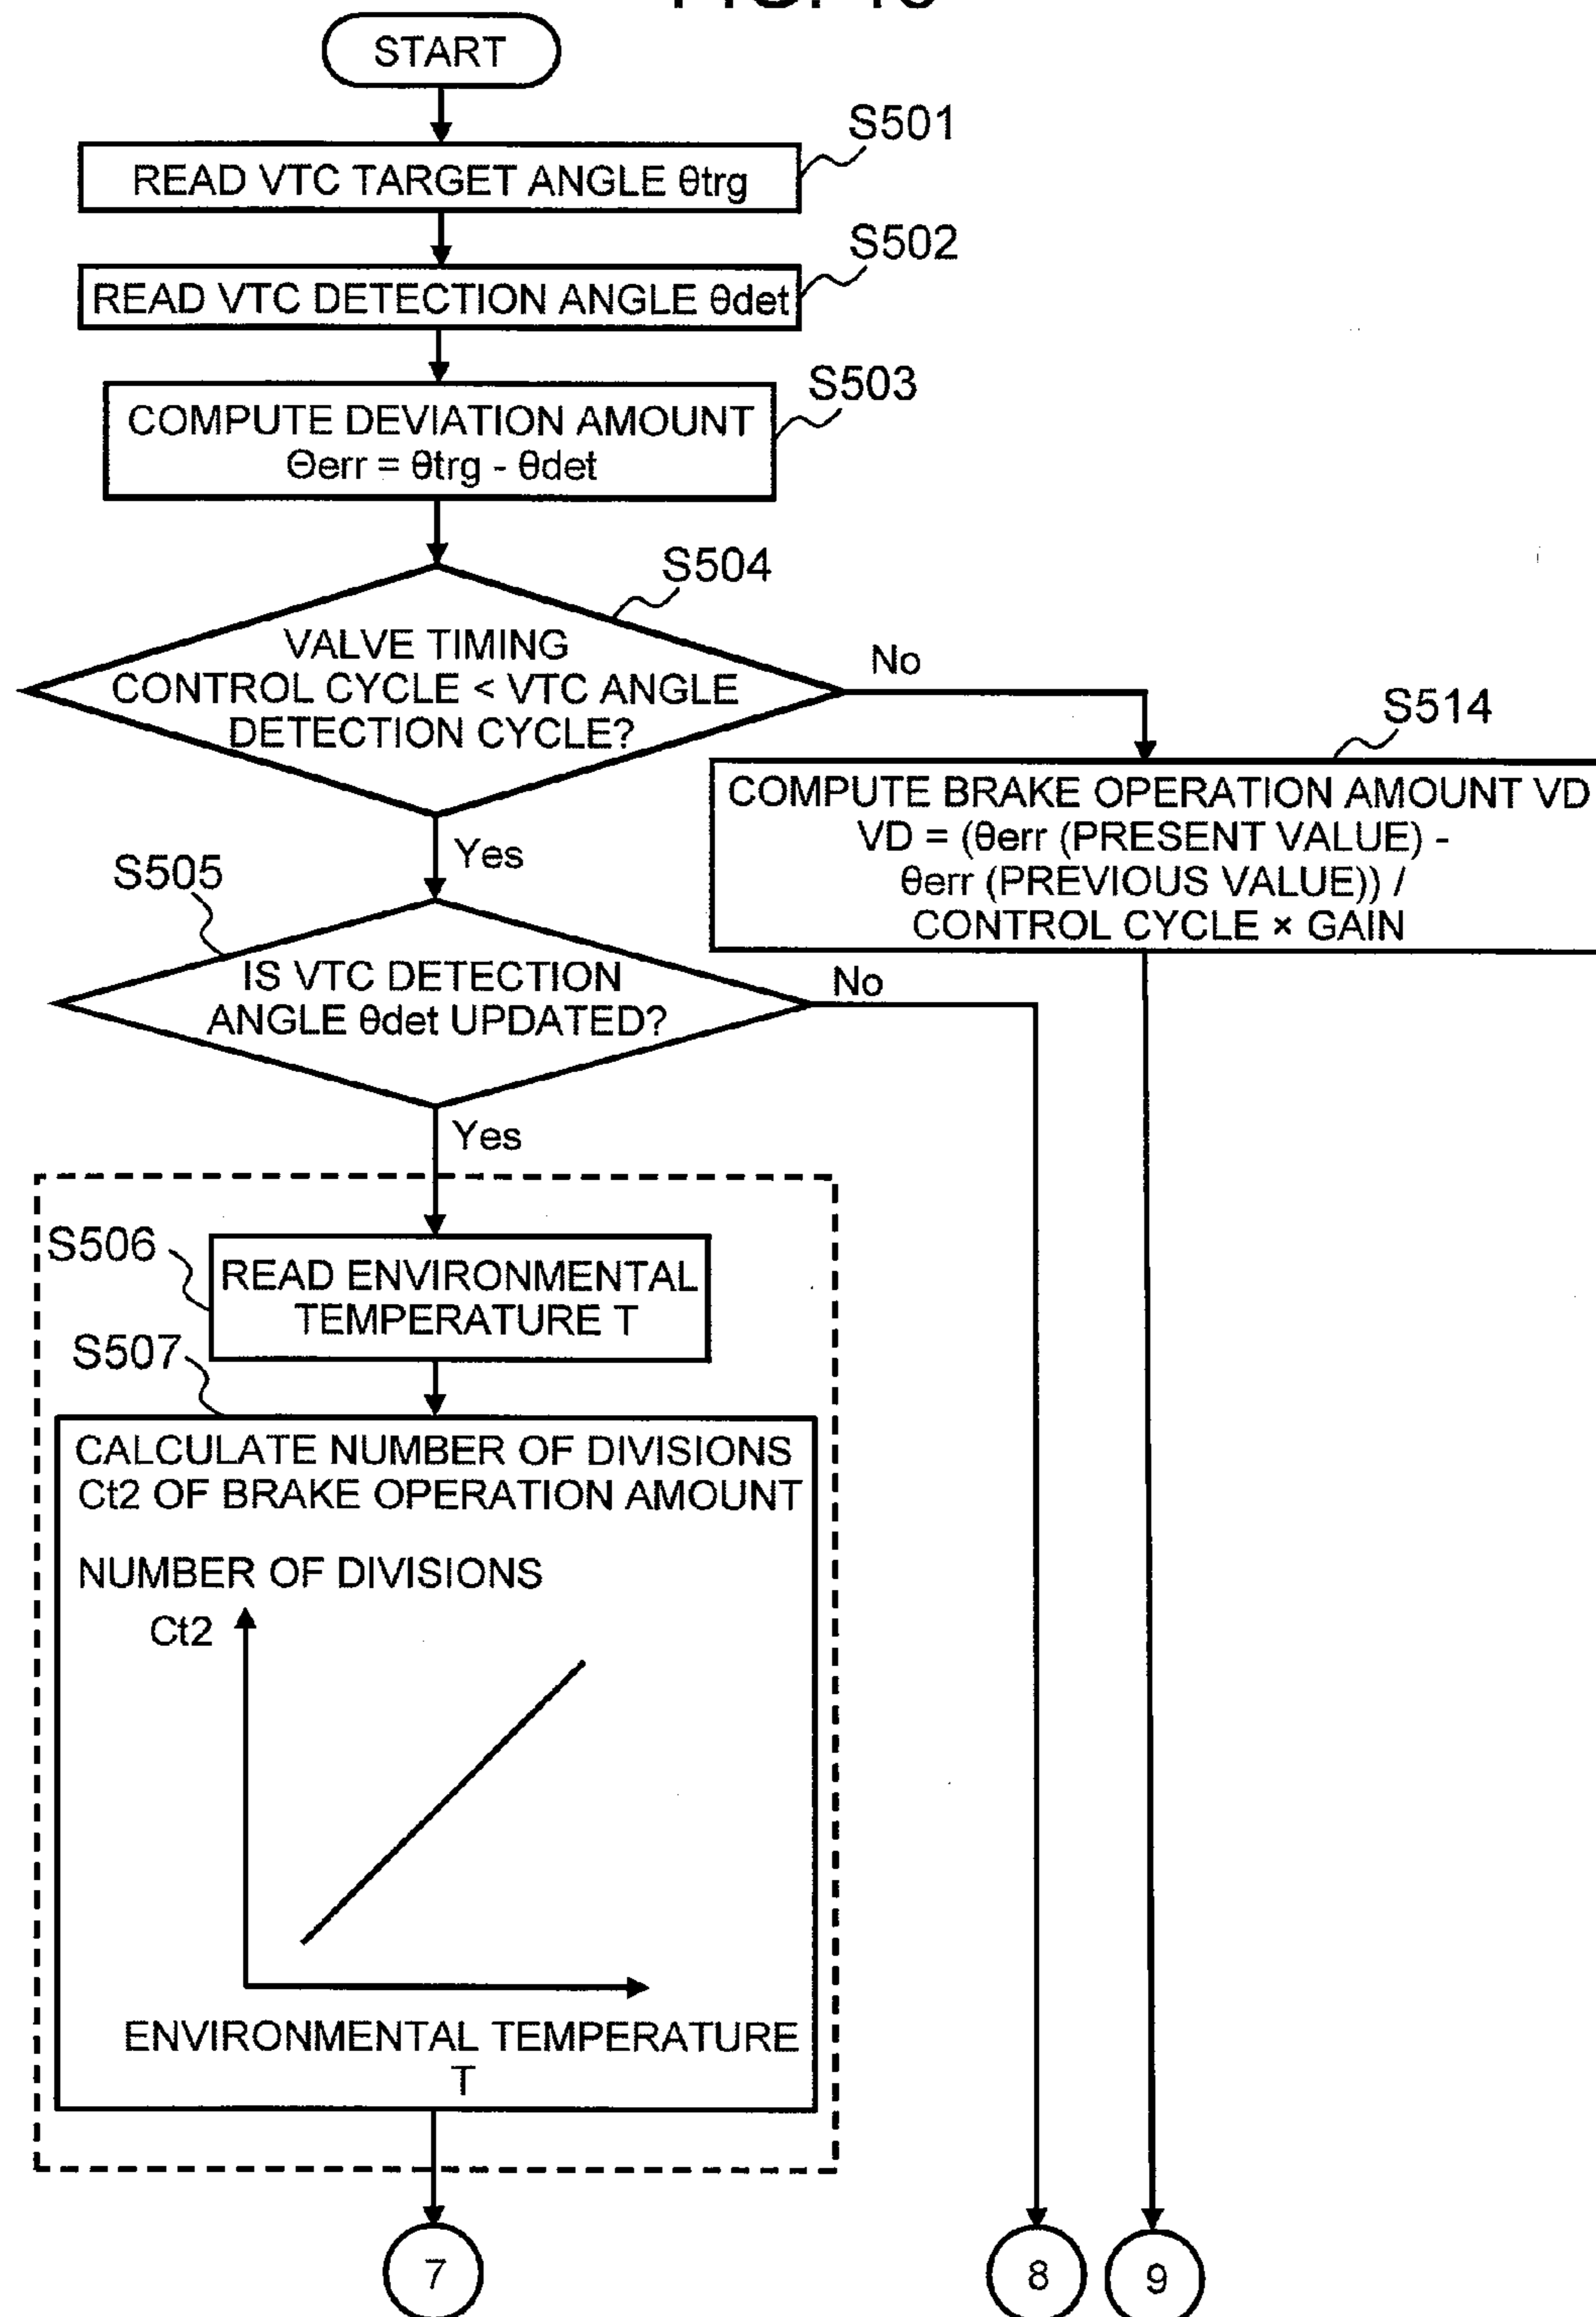 START
S501
READ VTC TARGET ANGLE θtrg
S502
READ VTC DETECTION ANGLE θdet
S503
COMPUTE DEVIATION AMOUNT
Θerr = θtrg - θdet
S504
VALVE TIMING
CONTROL CYCLE < VTC ANGLE
DETECTION CYCLE?
No
Yes
S514
COMPUTE BRAKE OPERATION AMOUNT VD
VD = (θerr (PRESENT VALUE) -
θerr (PREVIOUS VALUE)) /
CONTROL CYCLE × GAIN
S505
IS VTC DETECTION
ANGLE θdet UPDATED?
No
Yes
S506
READ ENVIRONMENTAL
TEMPERATURE T
S507
CALCULATE NUMBER OF DIVISIONS
Ct2 OF BRAKE OPERATION AMOUNT
NUMBER OF DIVISIONS
Ct2
ENVIRONMENTAL TEMPERATURE
T
7
8
9